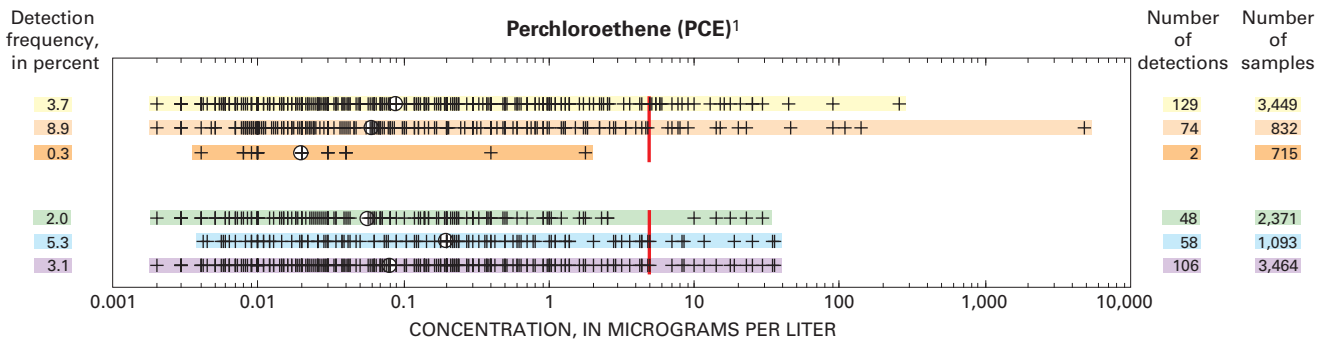 Detection
frequency,
in percent
Perchloroethene (PCE)¹
Number
of
detections
Number
of
samples
3.7 129 3,449
8.9 74 832
0.3 2 715
2.0 48 2,371
5.3 58 1,093
3.1 106 3,464
0.001 0.01 0.1 1 10 100 1,000 10,000
CONCENTRATION, IN MICROGRAMS PER LITER